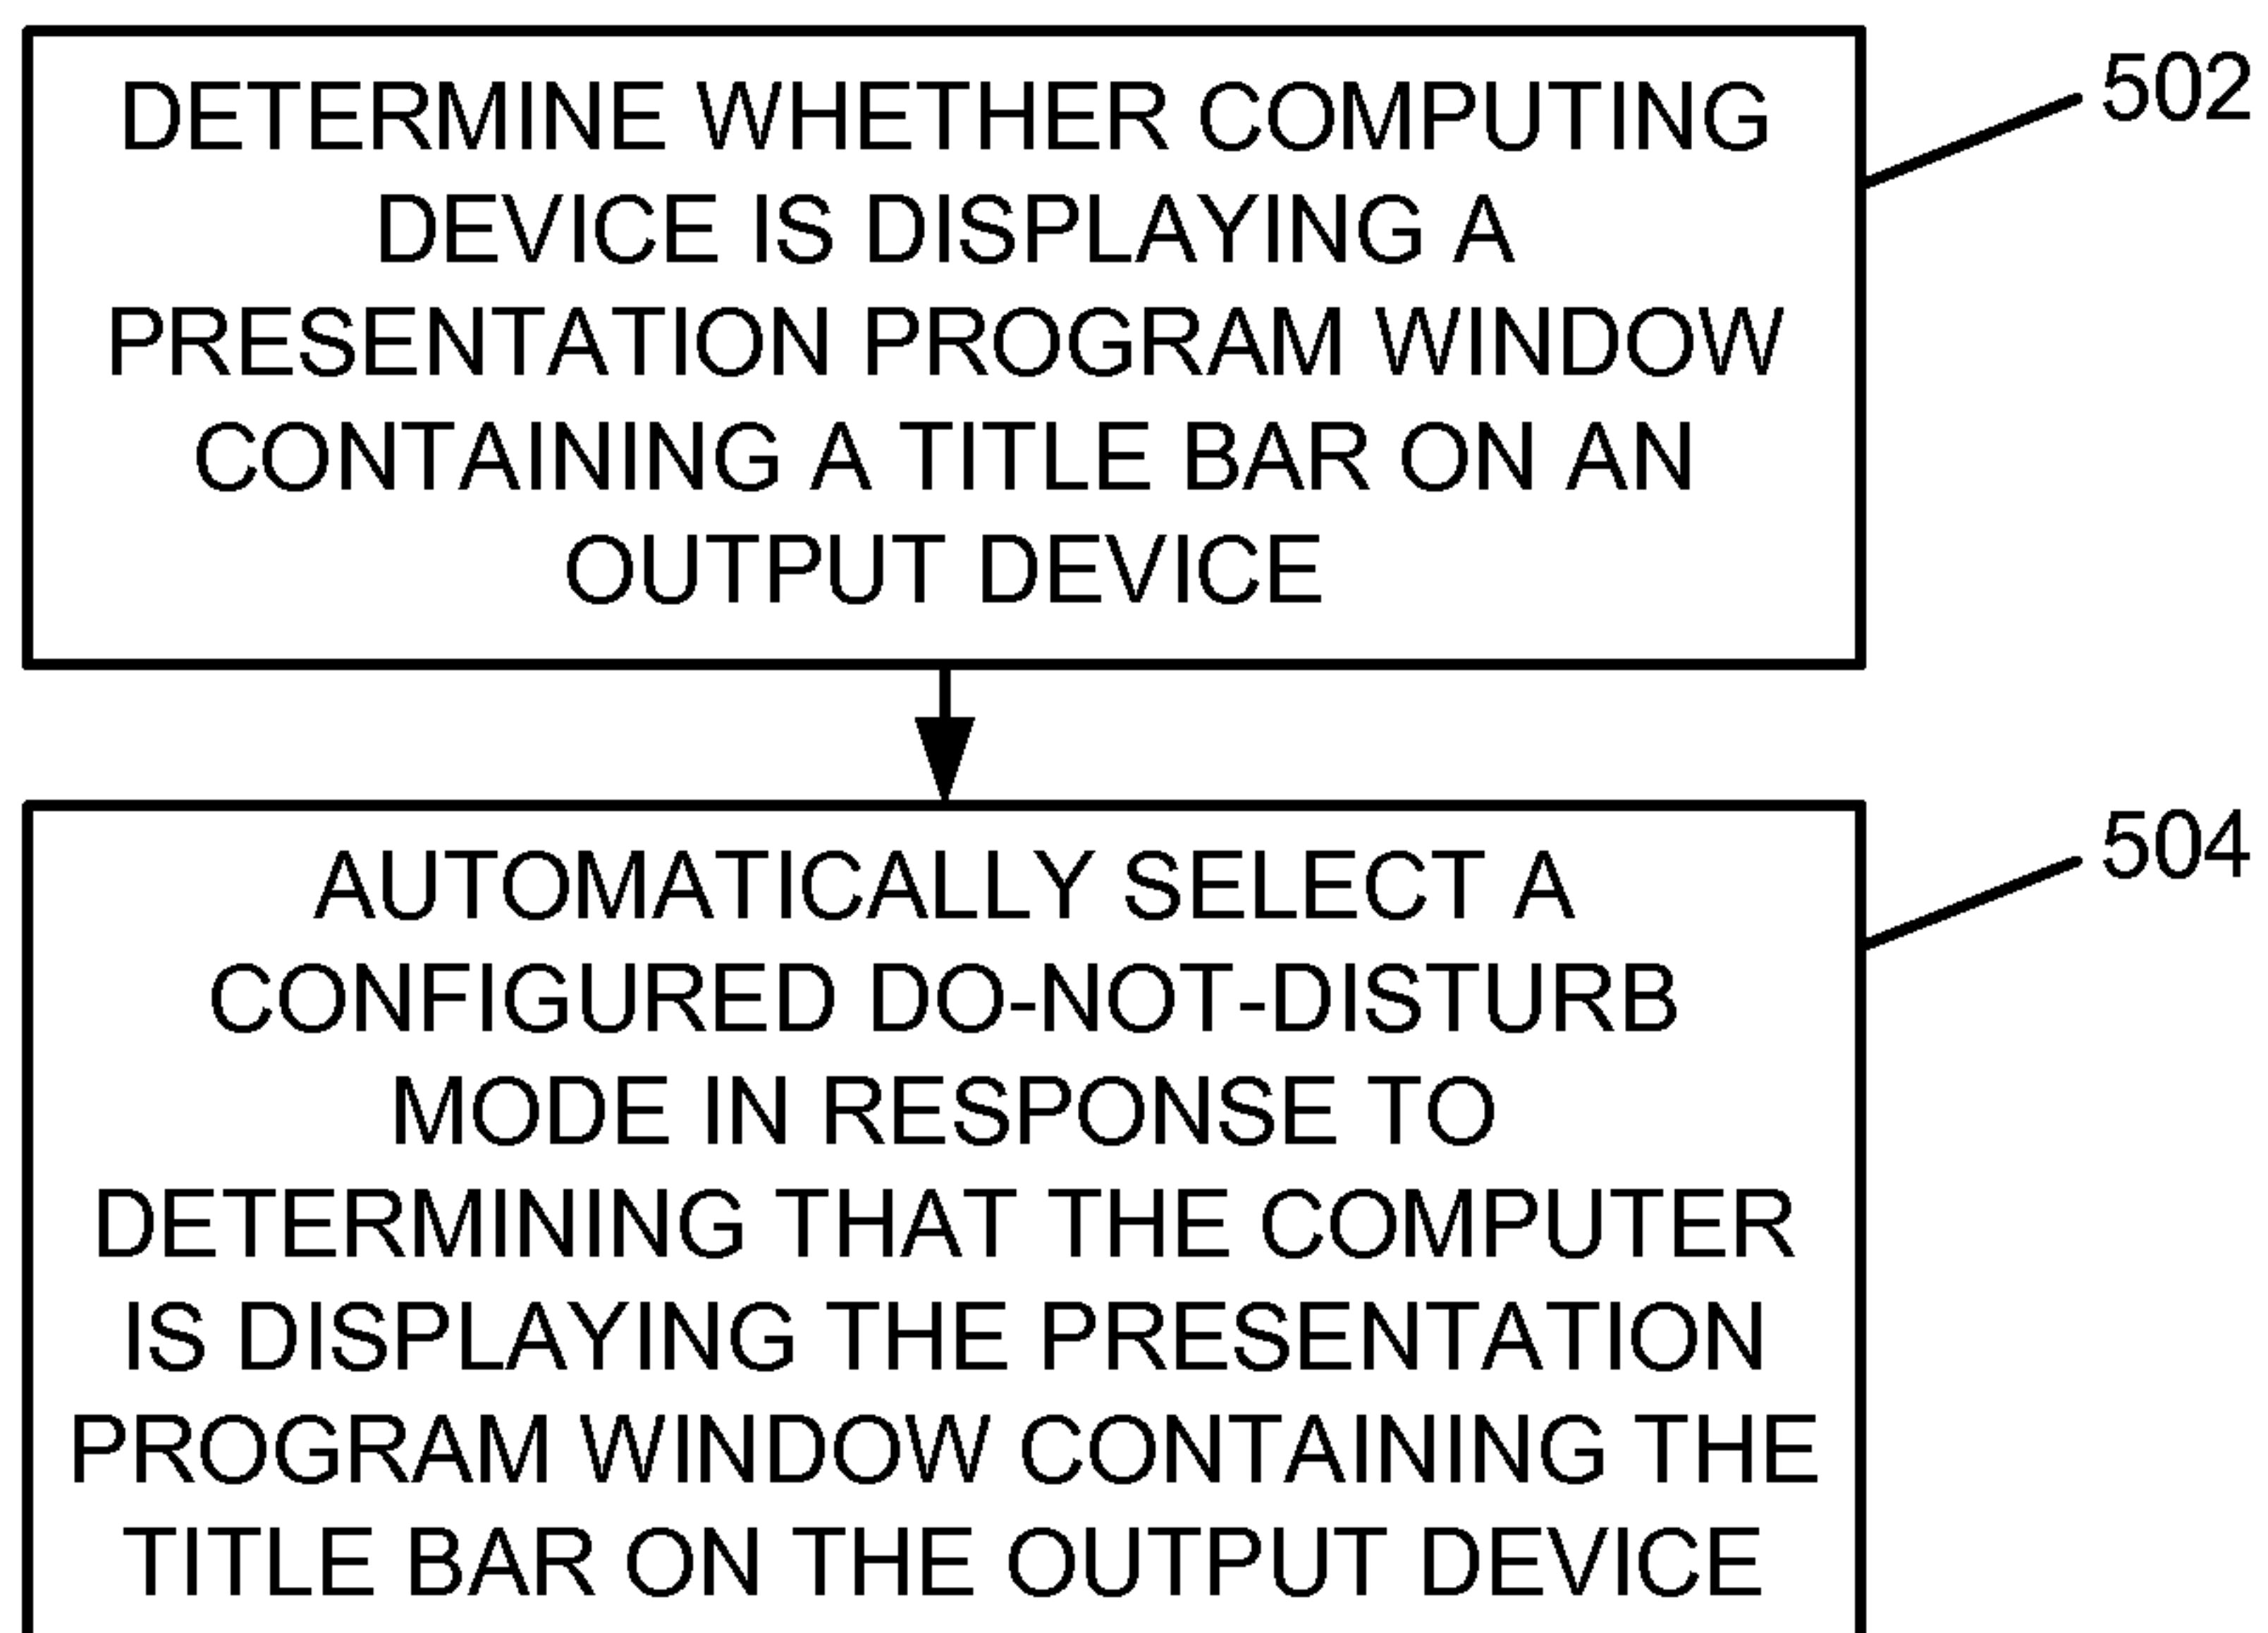 DETERMINE WHETHER COMPUTING
DEVICE IS DISPLAYING A
PRESENTATION PROGRAM WINDOW
CONTAINING A TITLE BAR ON AN
OUTPUT DEVICE
502
AUTOMATICALLY SELECT A
CONFIGURED DO-NOT-DISTURB
MODE IN RESPONSE TO
DETERMINING THAT THE COMPUTER
IS DISPLAYING THE PRESENTATION
PROGRAM WINDOW CONTAINING THE
TITLE BAR ON THE OUTPUT DEVICE
504